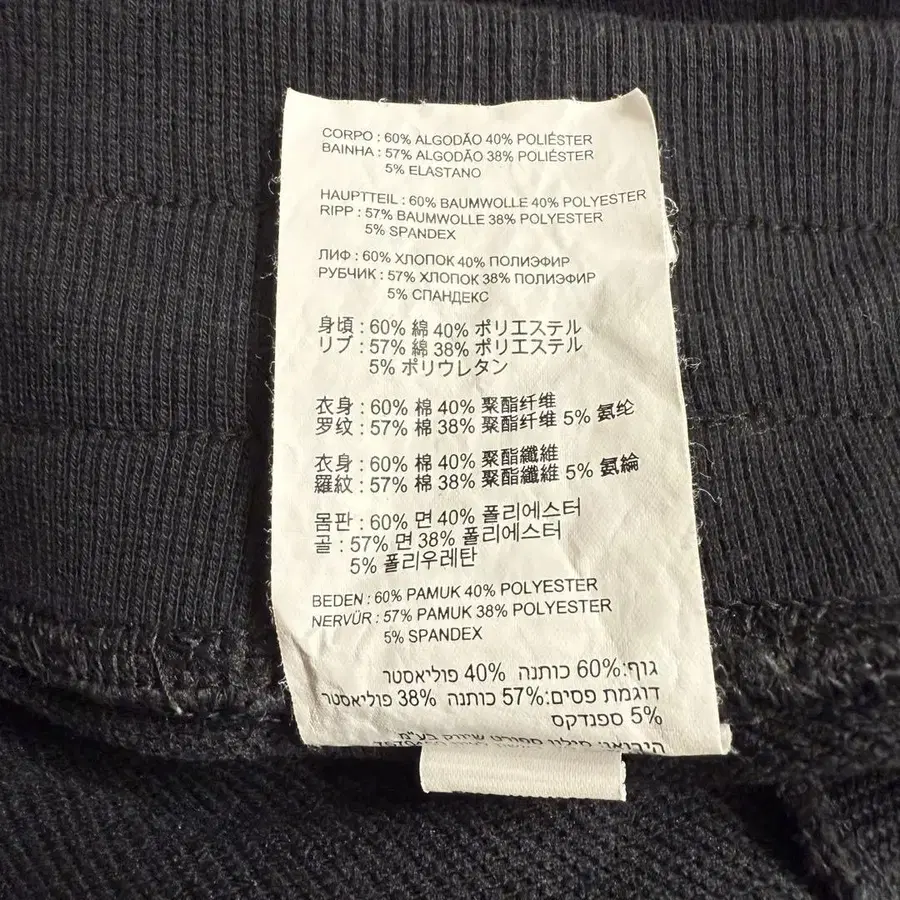 CORPO : 60% ALGODÃO 40% POLIÉSTER
BAINHA : 57% ALGODÃO 38% POLIÉSTER
5% ELASTANO
HAUPTTEIL : 60% BAUMWOLLE 40% POLYESTER
RIPP : 57% BAUMWOLLE 38% POLYESTER
5% SPANDEX
ЛИФ : 60% ХЛОПОК 40% ПОЛИЭФИР
РУБЧИК : 57% ХЛОПОК 38% ПОЛИЭФИР
5% СПАНДЕКС
身頃 : 60% 綿 40% ポリエステル
リブ : 57% 綿 38% ポリエステル
5% ポリウレタン
衣身 : 60% 棉 40% 聚酯纤维
罗纹 : 57% 棉 38% 聚酯纤维 5% 氨纶
衣身 : 60% 棉 40% 聚酯纖維
羅紋 : 57% 棉 38% 聚酯纖維 5% 氨綸
몸판 : 60% 면 40% 폴리에스터
골 : 57% 면 38% 폴리에스터
5% 폴리우레탄
BEDEN : 60% PAMUK 40% POLYESTER
NERVÜR : 57% PAMUK 38% POLYESTER
5% SPANDEX
גוף:60% כותנה 40% פוליאסטר
דוגמת פסים:57% כותנה 38% פוליאסטר
5% ספנדקס
היבואן: מילון ספורט שיווק בע"מ